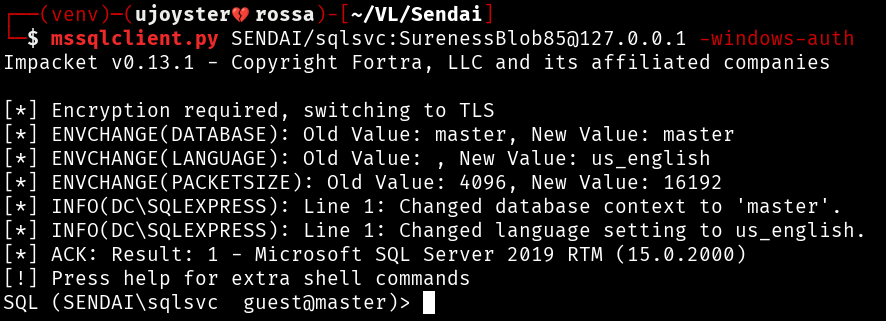 ┌──(venv)─(ujoyster💔rossa)-[~/VL/Sendai]
└─$ mssqlclient.py SENDAI/sqlsvc:SurenessBlob85@127.0.0.1 -windows-auth
Impacket v0.13.1 - Copyright Fortra, LLC and its affiliated companies
[*] Encryption required, switching to TLS
[*] ENVCHANGE(DATABASE): Old Value: master, New Value: master
[*] ENVCHANGE(LANGUAGE): Old Value: , New Value: us_english
[*] ENVCHANGE(PACKETSIZE): Old Value: 4096, New Value: 16192
[*] INFO(DC\SQLEXPRESS): Line 1: Changed database context to 'master'.
[*] INFO(DC\SQLEXPRESS): Line 1: Changed language setting to us_english.
[*] ACK: Result: 1 - Microsoft SQL Server 2019 RTM (15.0.2000)
[!] Press help for extra shell commands
SQL (SENDAI\sqlsvc  guest@master)>